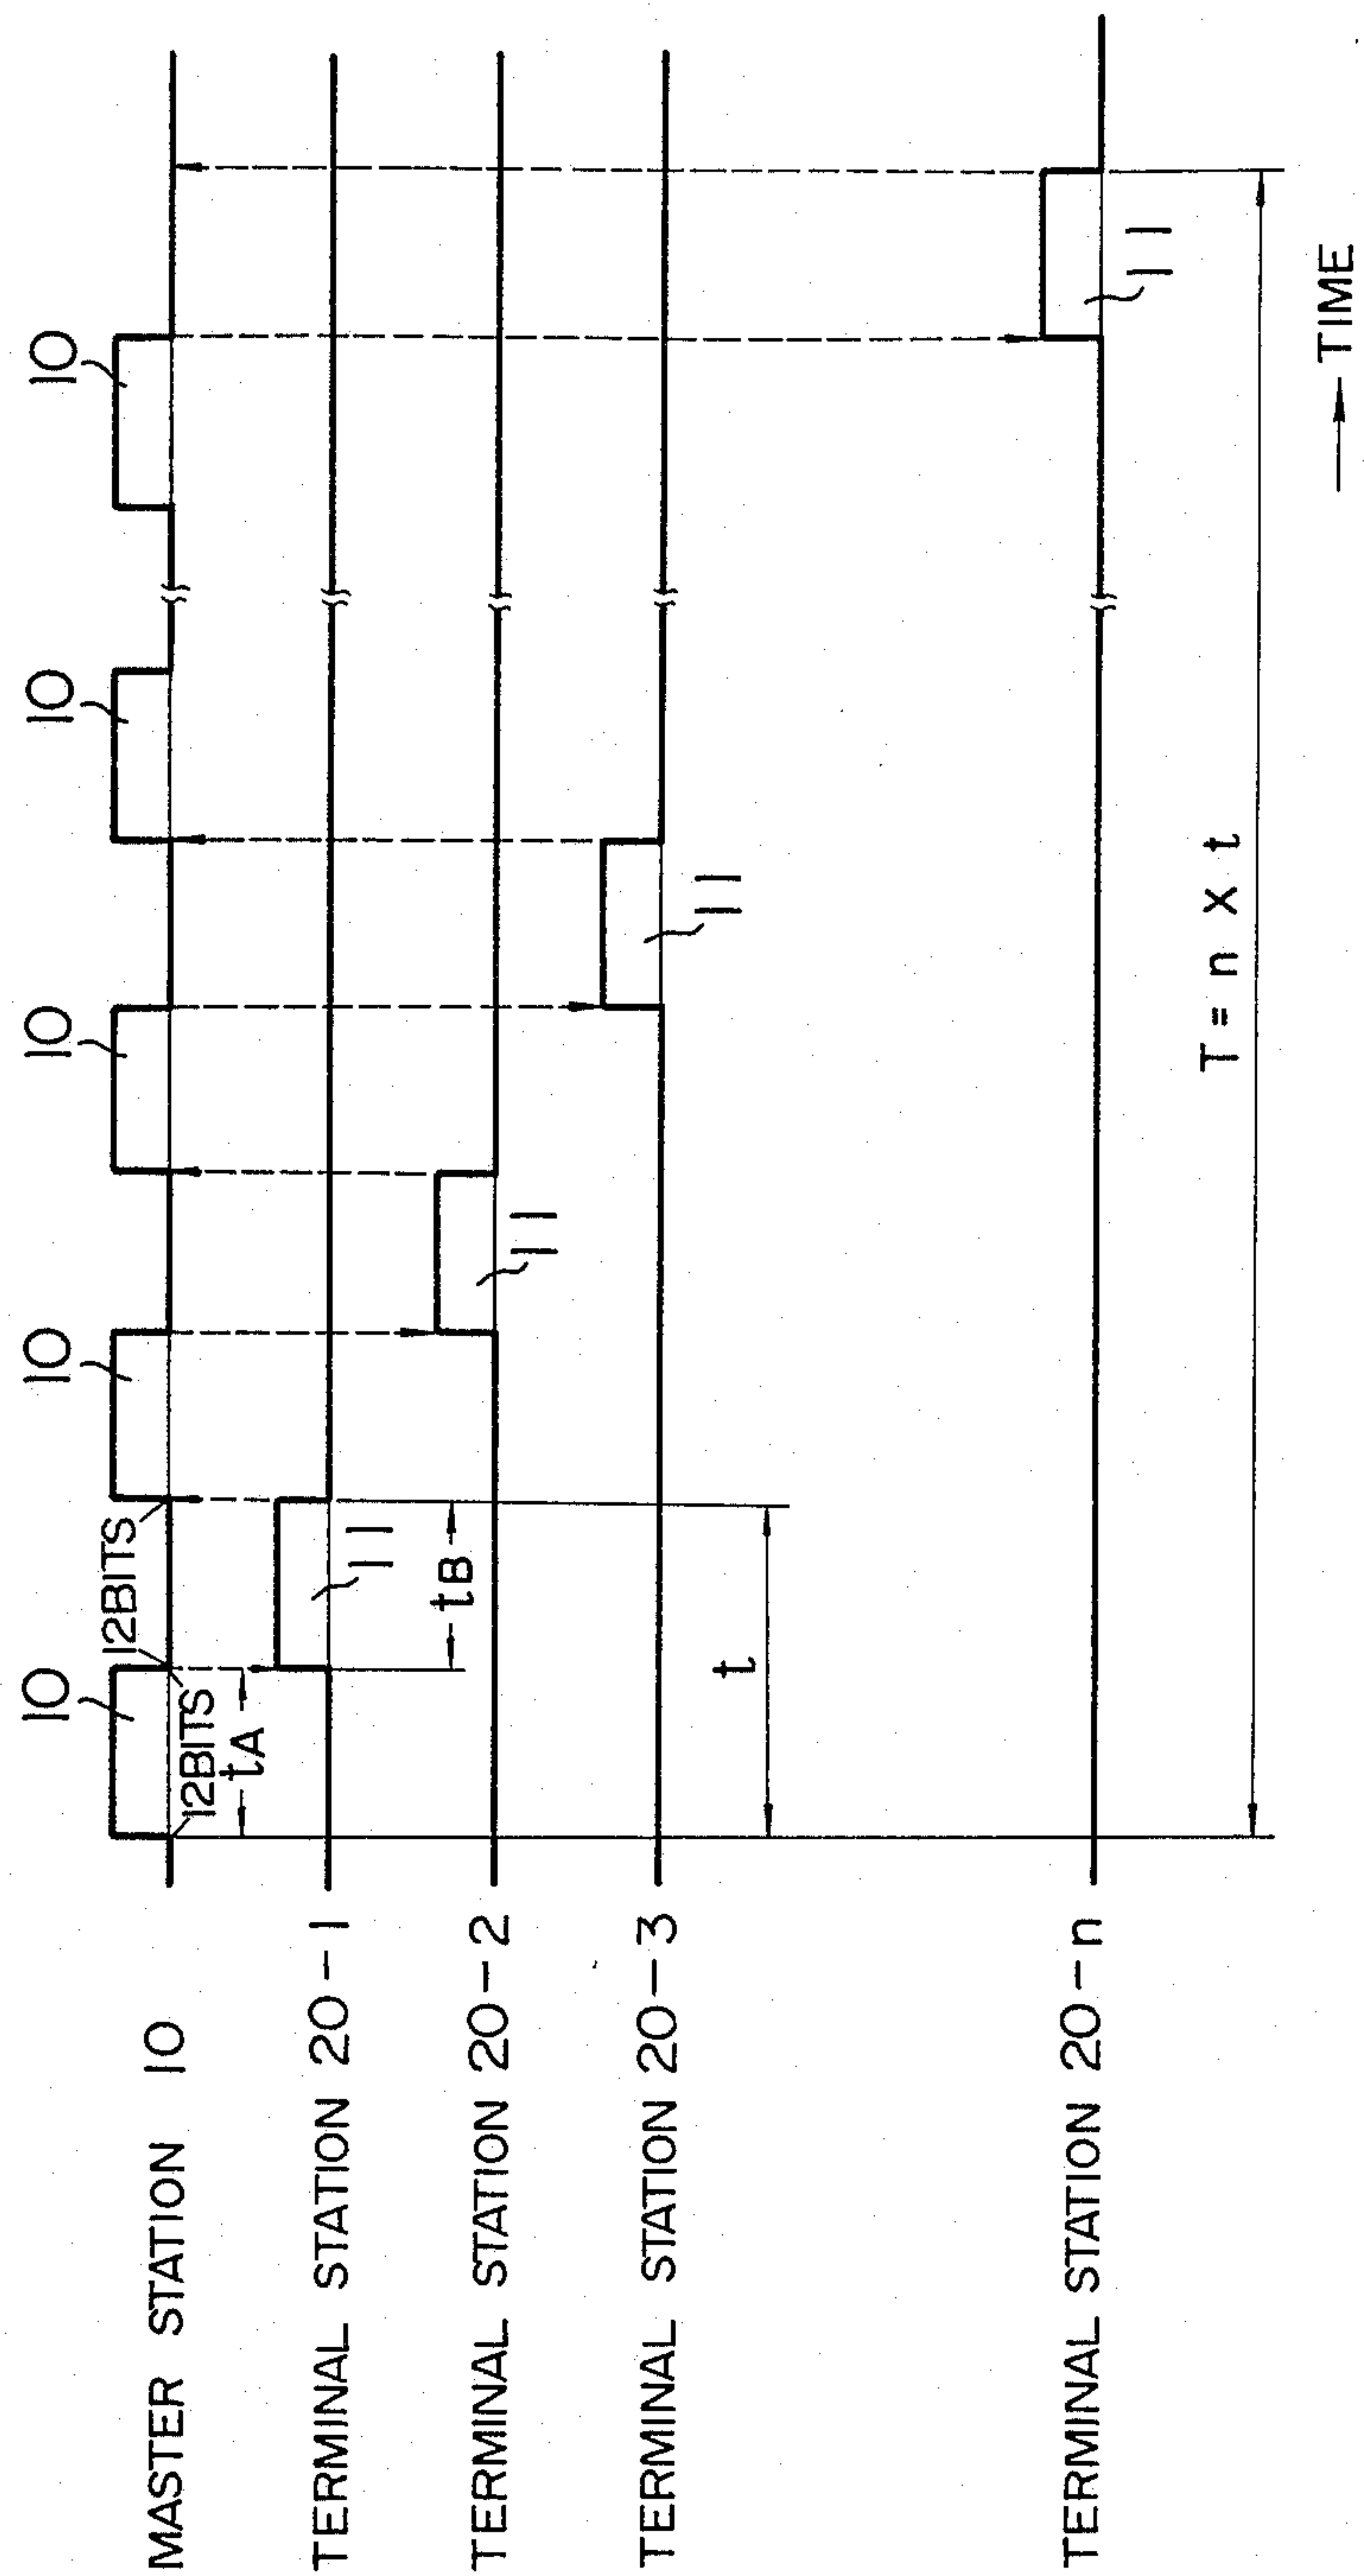 10
10
10
10
10
MASTER STATION 10
12BITS
12BITS
tA
TERMINAL STATION 20-1
11
tB
TERMINAL STATION 20-2
11
TERMINAL STATION 20-3
11
t
TERMINAL STATION 20-n
11
T = n X t
TIME